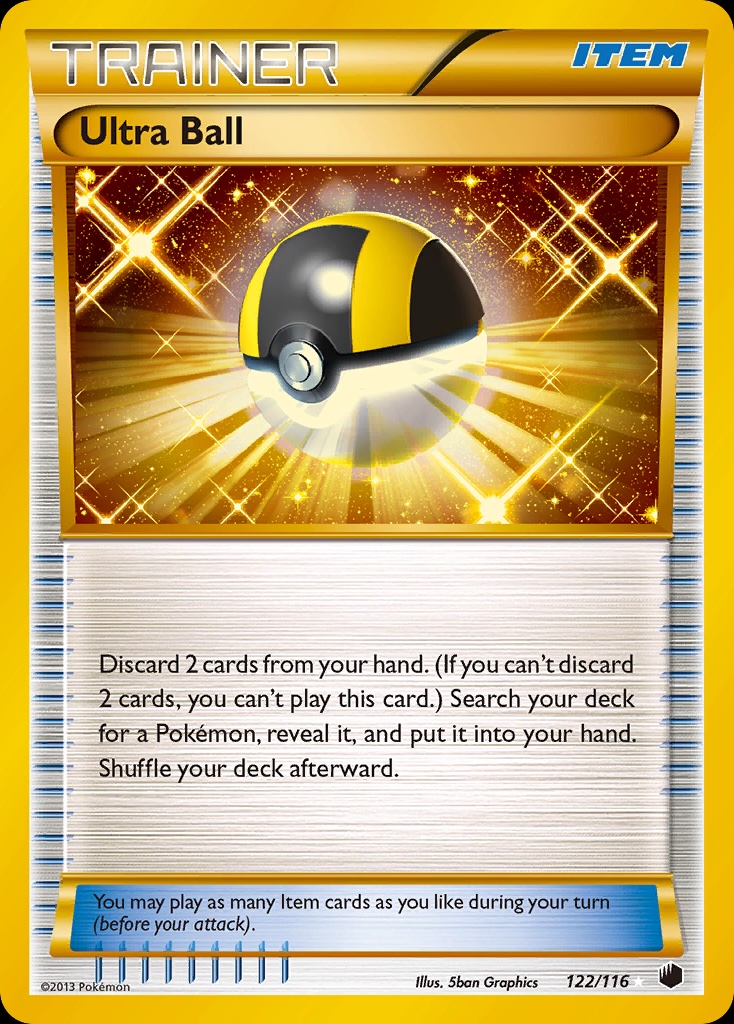 TRAINER
ITEM
Ultra Ball
Discard 2 cards from your hand. (If you can't discard
2 cards, you can't play this card.) Search your deck
for a Pokémon, reveal it, and put it into your hand.
Shuffle your deck afterward.
You may play as many Item cards as you like during your turn
(before your attack).
©2013 Pokémon
Illus. 5ban Graphics
122/116